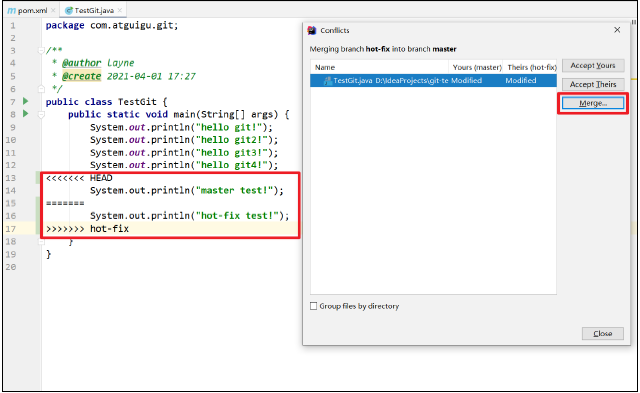 pom.xml
TestGit.java
1 package com.atguigu.git;
2
3 /**
4 * @author Layne
5 * @create 2021-04-01 17:27
6 */
7 public class TestGit {
8 public static void main(String[] args) {
9 System.out.println("hello git!");
10 System.out.println("hello git2!");
11 System.out.println("hello git3!");
12 System.out.println("hello git4!");
13 <<<<<<< HEAD
14 System.out.println("master test!");
15 =======
16 System.out.println("hot-fix test!");
17 >>>>>>> hot-fix
18 }
19 }
20
Conflicts
Merging branch hot-fix into branch master
Name Yours (master) Theirs (hot-fix)
TestGit.java D:\IdeaProjects\git-te Modified Modified
Accept Yours
Accept Theirs
Merge...
Group files by directory
Close